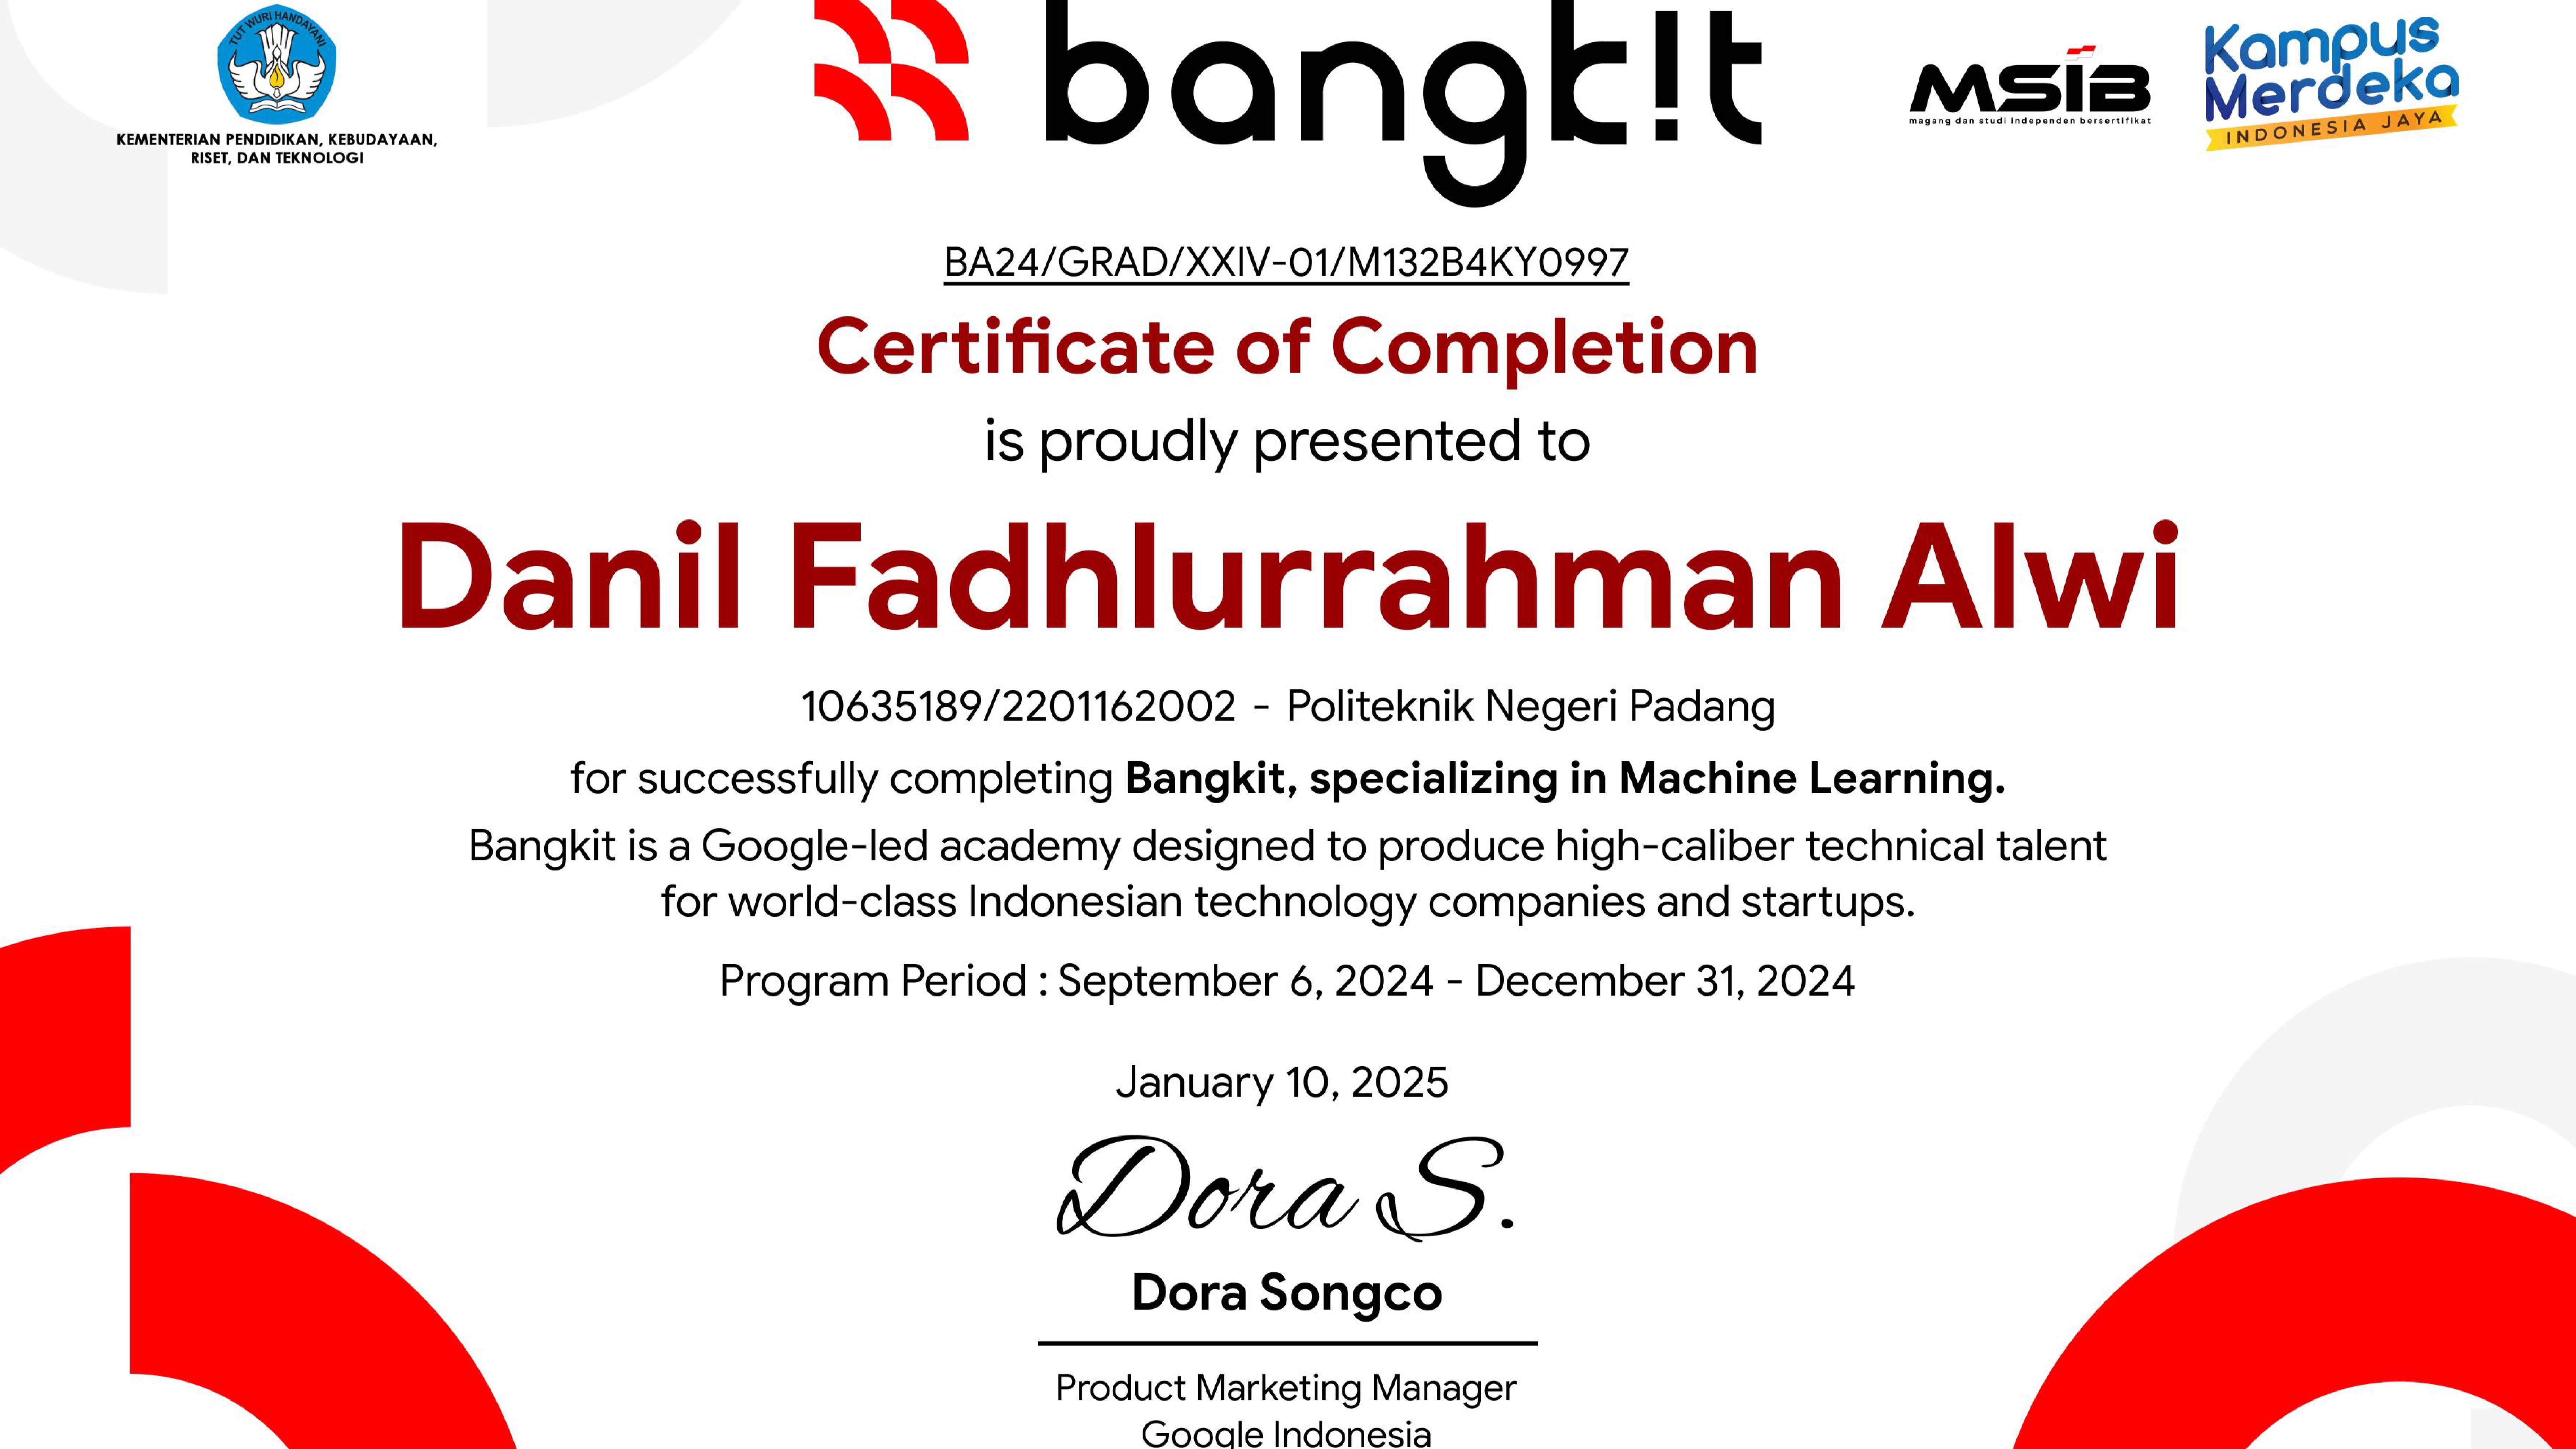 TUT WURI HANDAYANI
KEMENTERIAN PENDIDIKAN, KEBUDAYAAN,
RISET, DAN TEKNOLOGI
bangk!t
MSIB
magang dan studi independen bersertifikat
Kampus
Merdeka
INDONESIA JAYA
BA24/GRAD/XXIV-01/M132B4KY0997
Certificate of Completion
is proudly presented to
Danil Fadhlurrahman Alwi
10635189/2201162002 - Politeknik Negeri Padang
for successfully completing Bangkit, specializing in Machine Learning.
Bangkit is a Google-led academy designed to produce high-caliber technical talent
for world-class Indonesian technology companies and startups.
Program Period : September 6, 2024 - December 31, 2024
January 10, 2025
Dora S.
Dora Songco
Product Marketing Manager
Google Indonesia